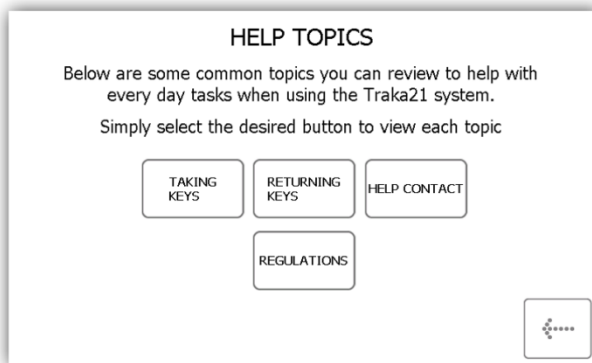 HELP TOPICS
Below are some common topics you can review to help with
every day tasks when using the Traka21 system.
Simply select the desired button to view each topic
TAKING
KEYS
RETURNING
KEYS
HELP CONTACT
REGULATIONS